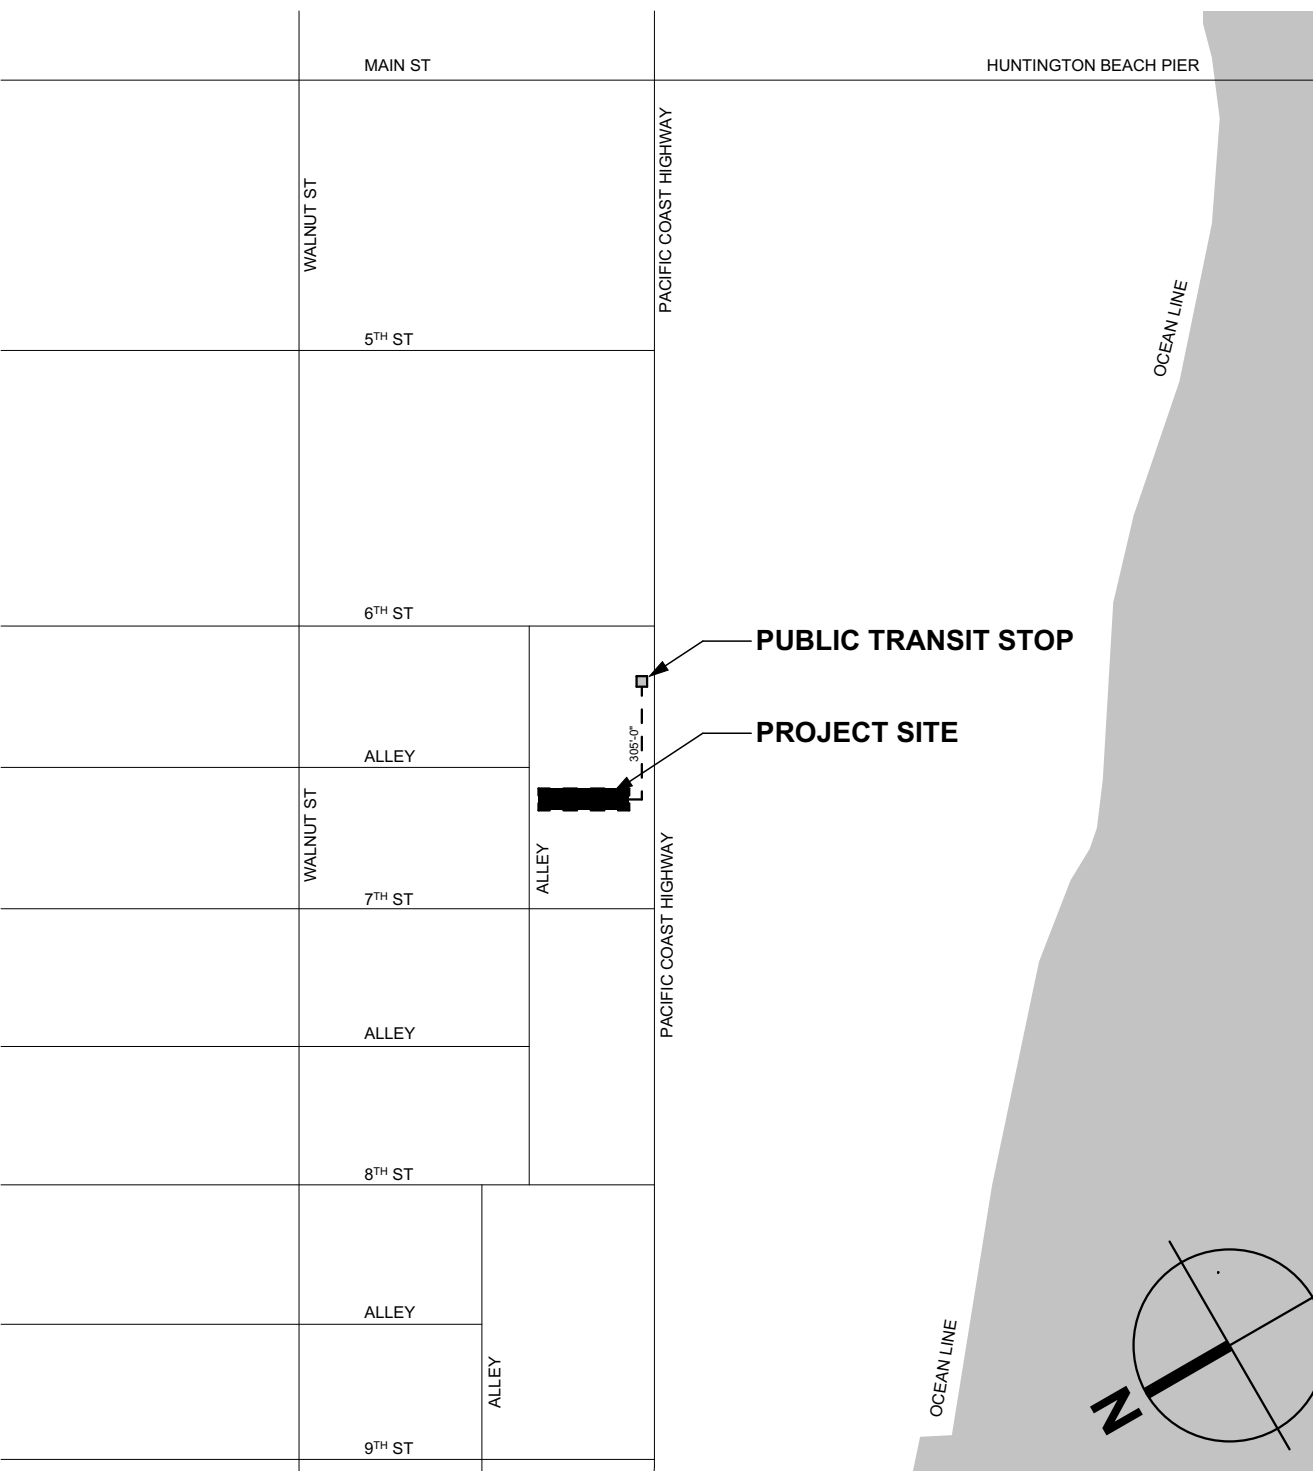 MAIN ST
HUNTINGTON BEACH PIER
PACIFIC COAST HIGHWAY
WALNUT ST
OCEAN LINE
5TH ST
6TH ST
PUBLIC TRANSIT STOP
305'-0"
PROJECT SITE
ALLEY
WALNUT ST
ALLEY
PACIFIC COAST HIGHWAY
7TH ST
ALLEY
8TH ST
ALLEY
OCEAN LINE
ALLEY
N
9TH ST